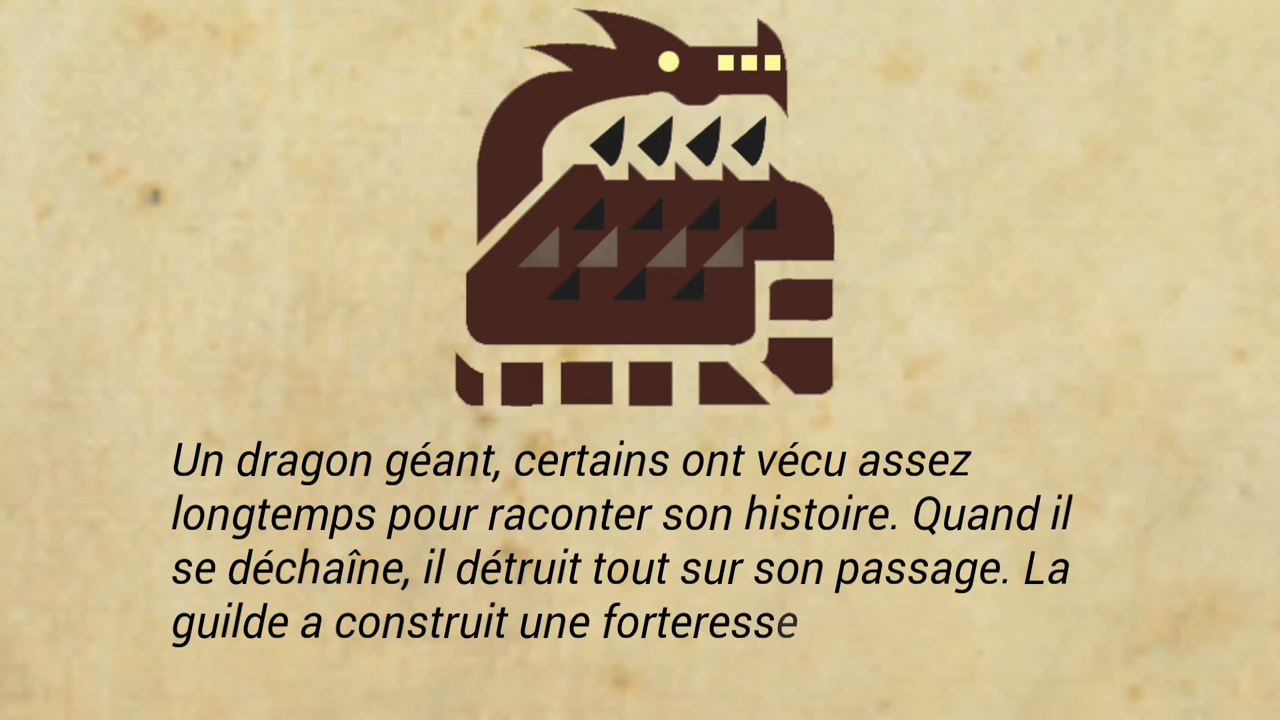 Un dragon géant, certains ont vécu assez
longtemps pour raconter son histoire. Quand il
se déchaîne, il détruit tout sur son passage. La
guilde a construit une forteresse